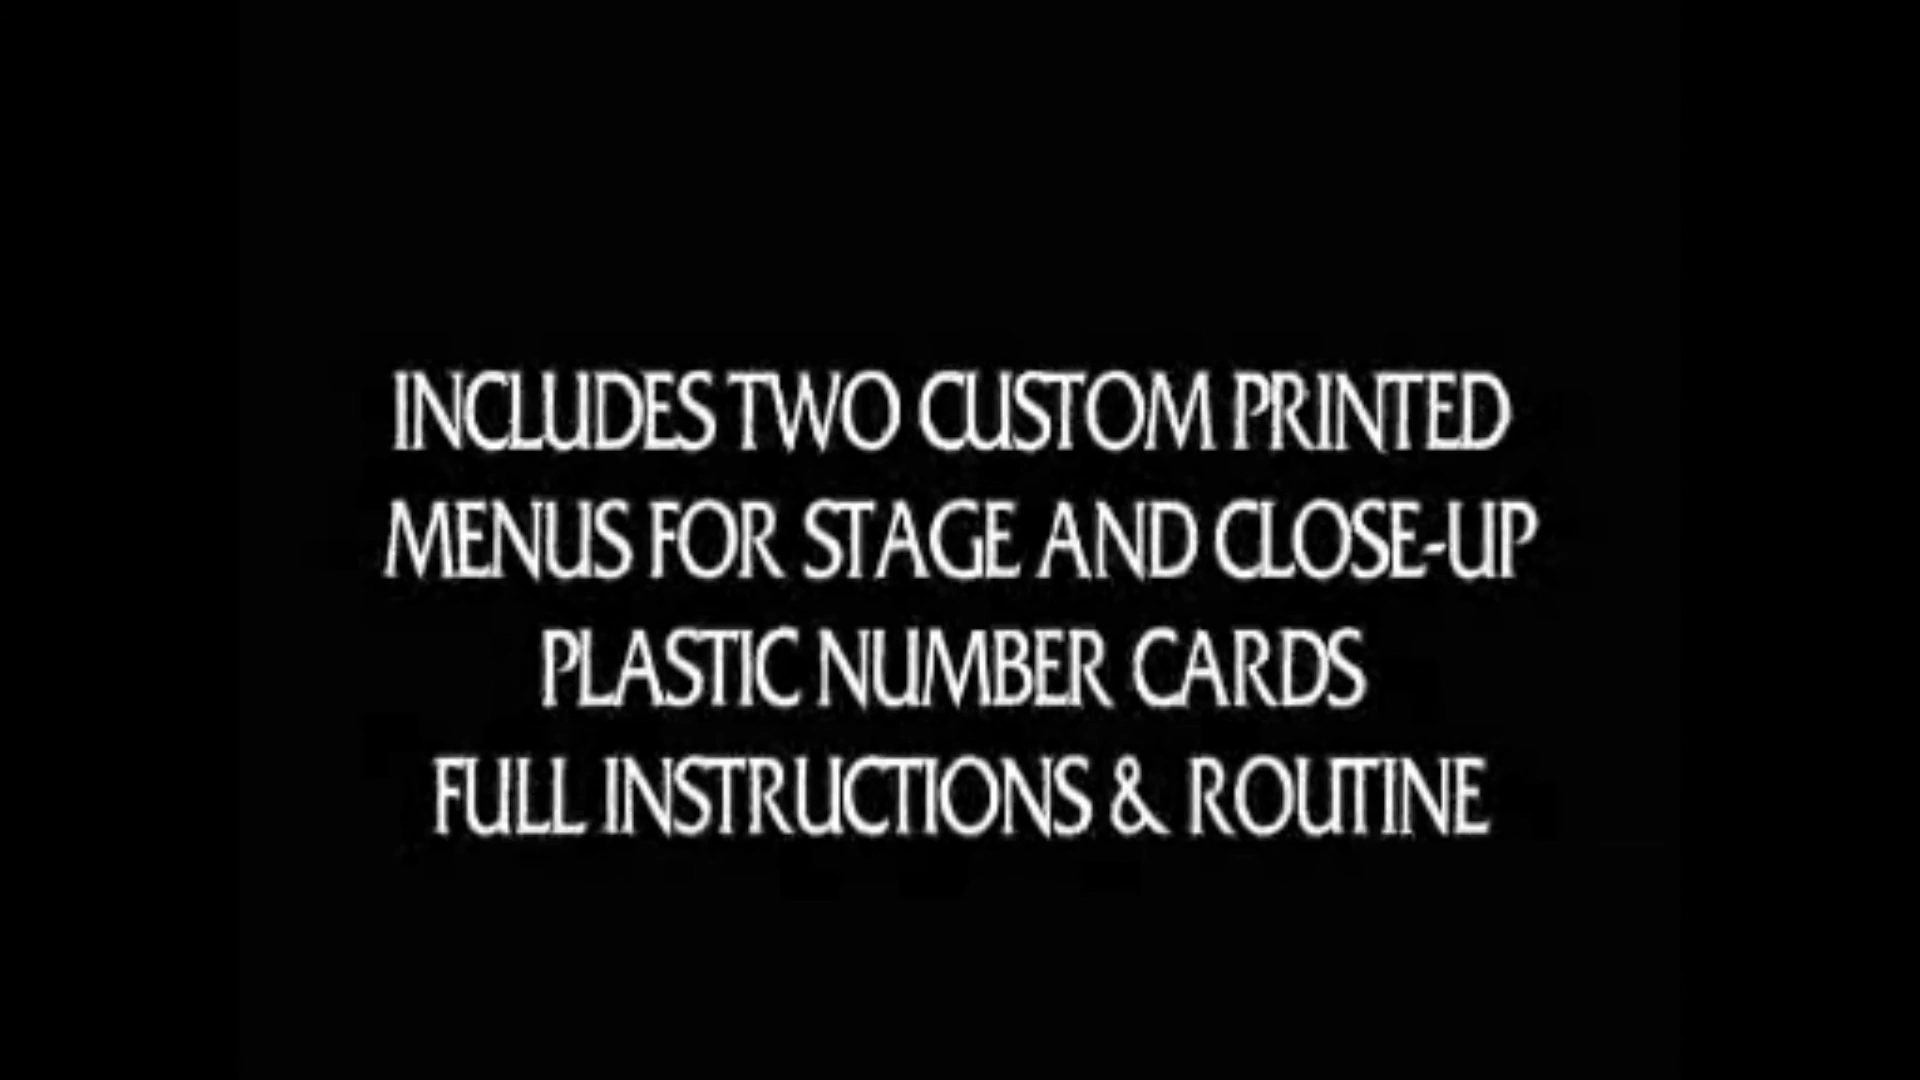 INCLUDES TWO CUSTOM PRINTED
MENUS FOR STAGE AND CLOSE-UP
PLASTIC NUMBER CARDS
FULL INSTRUCTIONS & ROUTINE